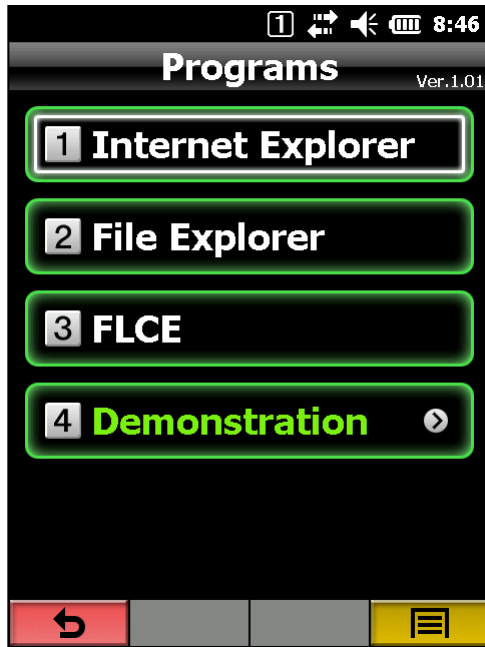 1 8:46
Programs
Ver.1.01
1 Internet Explorer
2 File Explorer
3 FLCE
4 Demonstration